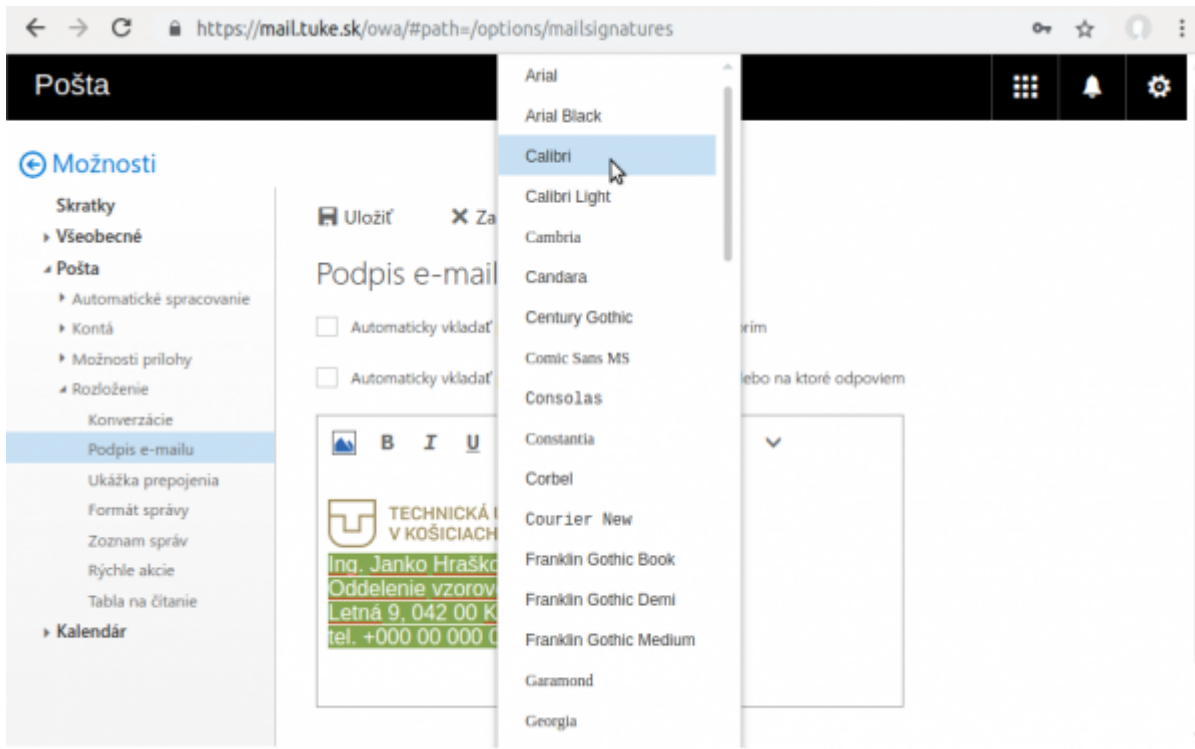 https://mail.tuke.sk/owa/#path=/options/mailsignatures
Pošta
Možnosti
Skratky
Všeobecné
Pošta
Automatické spracovanie
Kontá
Možnosti prílohy
Rozloženie
Konverzácie
Podpis e-mailu
Ukážka prepojenia
Formát správy
Zoznam správ
Rýchle akcie
Tabla na čítanie
Kalendár
Uložiť
Za
Podpis e-mail
Automaticky vkladať
Automaticky vkladať
ebo na ktoré odpoviem
B I U
TECHNICKÁ
V KOŠICIACH
Ing. Janko Hraško
Oddelenie vzorov
Letná 9, 042 00 K
tel. +000 00 000
Arial
Arial Black
Calibri
Calibri Light
Cambria
Candara
Century Gothic
Comic Sans MS
Consolas
Constantia
Corbel
Courier New
Franklin Gothic Book
Franklin Gothic Demi
Franklin Gothic Medium
Garamond
Georgia